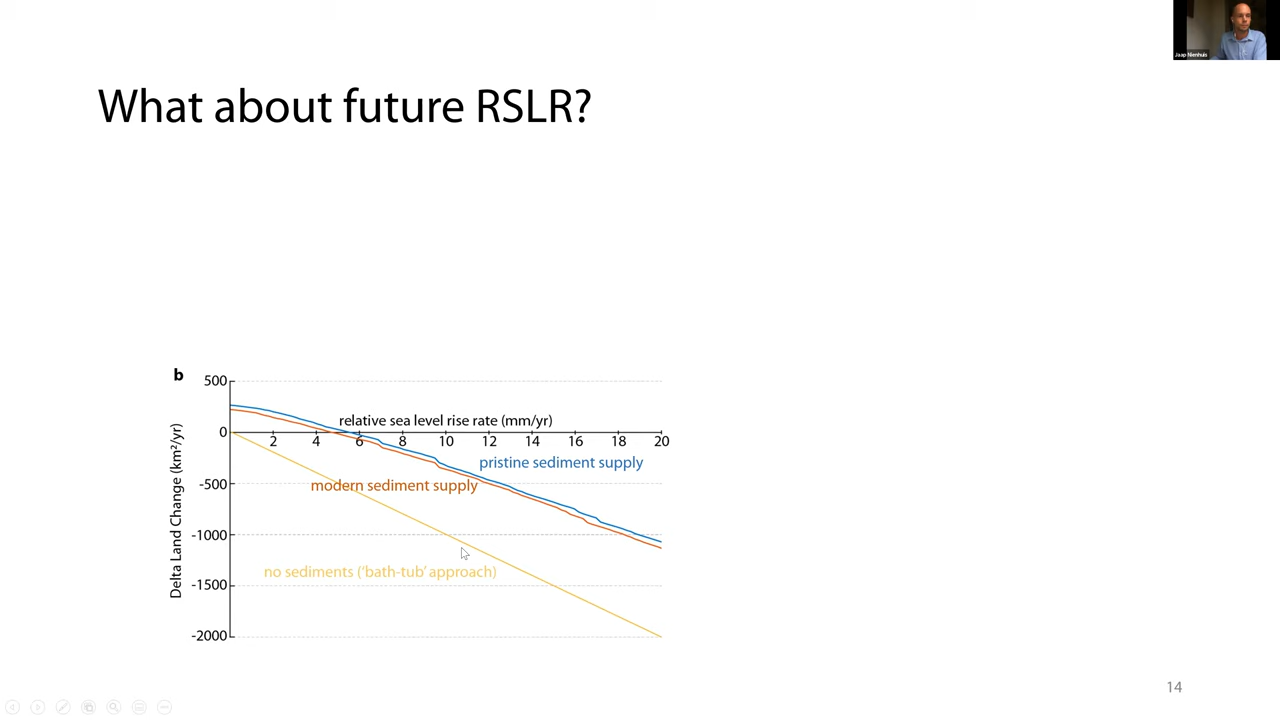 Jaap Nienhuis
What about future RSLR?
b
500
relative sea level rise rate (mm/yr)
0
2 4 6 8 10 12 14 16 18 20
pristine sediment supply
-500
modern sediment supply
-1000
no sediments ('bath-tub' approach)
-1500
-2000
Delta Land Change (km²/yr)
14